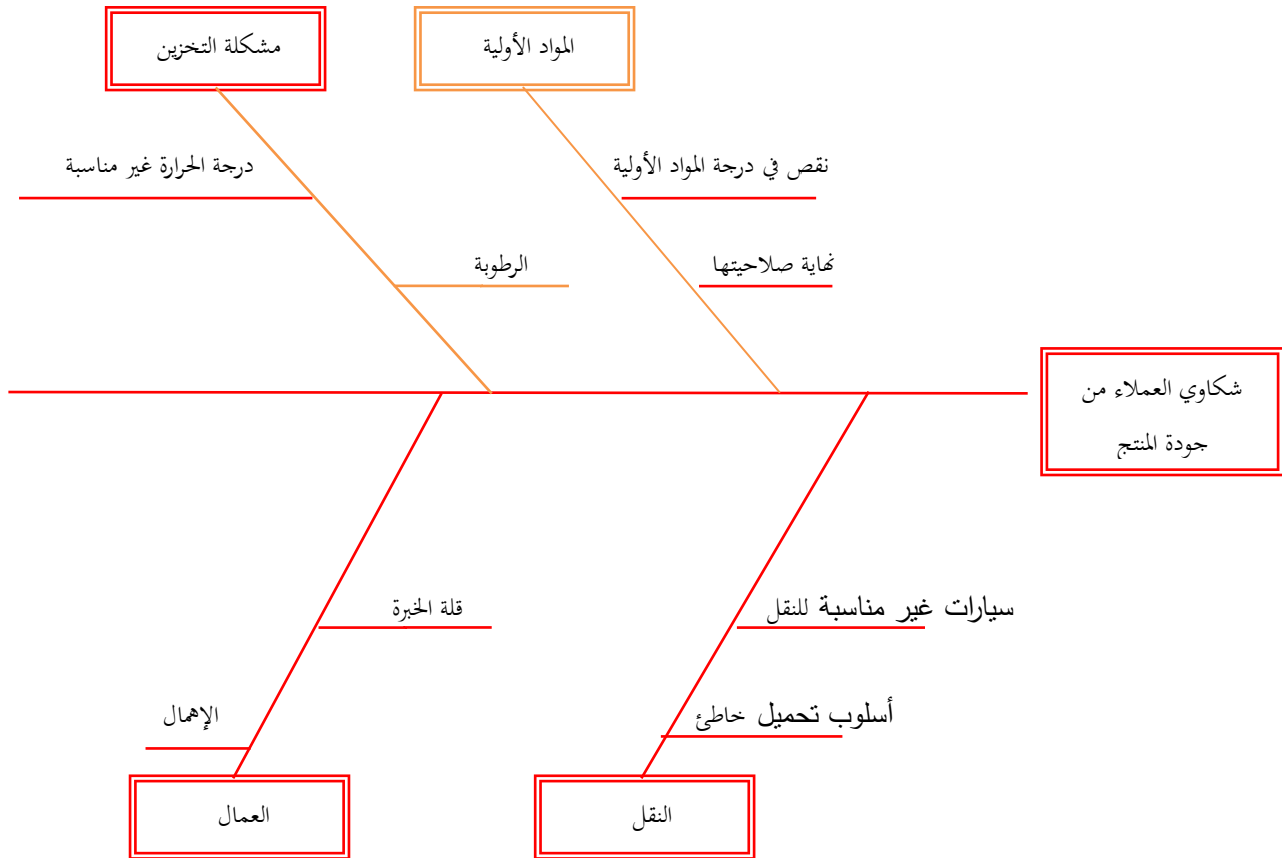 المواد الأولية
مشكلة التخزين
نقص في درجة المواد الأولية
درجة الحرارة غير مناسبة
نهاية صلاحيتها
الرطوبة
شكاوي العملاء من
جودة المنتج
سيارات غير مناسبة للنقل
قلة الخبرة
أسلوب تحميل خاطئ
الإهمال
النقل
العمال